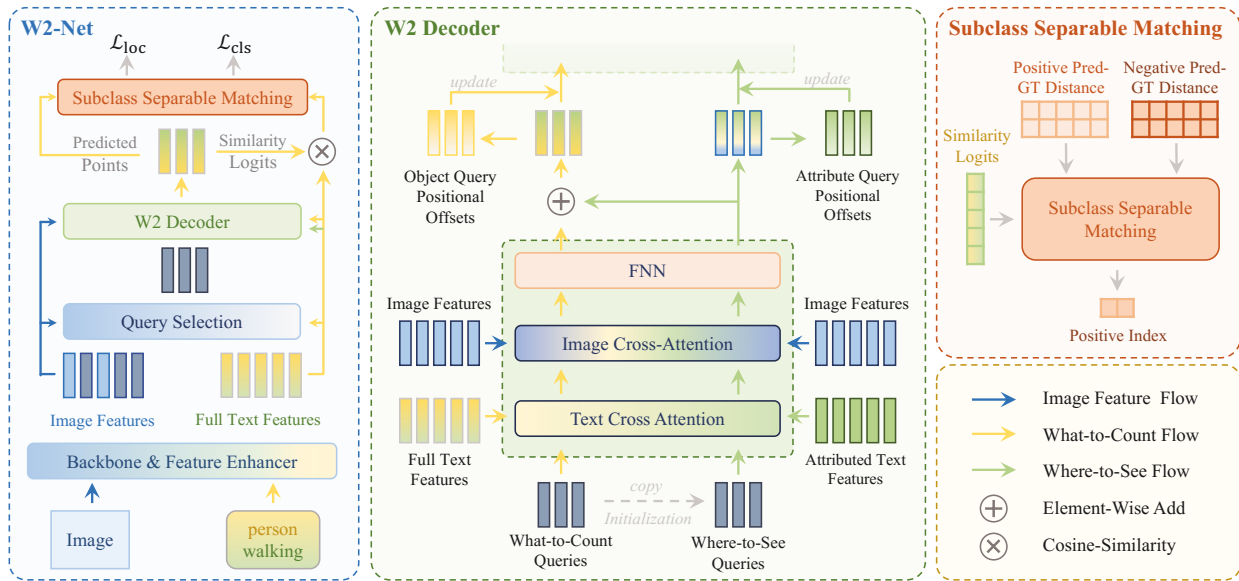 W2-Net
ℒloc
ℒcls
Subclass Separable Matching
Predicted
Points
Similarity
Logits
W2 Decoder
Query Selection
Image Features
Full Text Features
Backbone & Feature Enhancer
Image
person
walking
W2 Decoder
update
update
Object Query
Positional
Offsets
Attribute Query
Positional
Offsets
FNN
Image Features
Image Features
Image Cross-Attention
Text Cross Attention
Full Text
Features
Attributed Text
Features
copy
Initialization
What-to-Count
Queries
Where-to-See
Queries
Subclass Separable Matching
Positive Pred-
GT Distance
Negative Pred-
GT Distance
Similarity
Logits
Subclass Separable
Matching
Positive Index
Image Feature Flow
What-to-Count Flow
Where-to-See Flow
Element-Wise Add
Cosine-Similarity